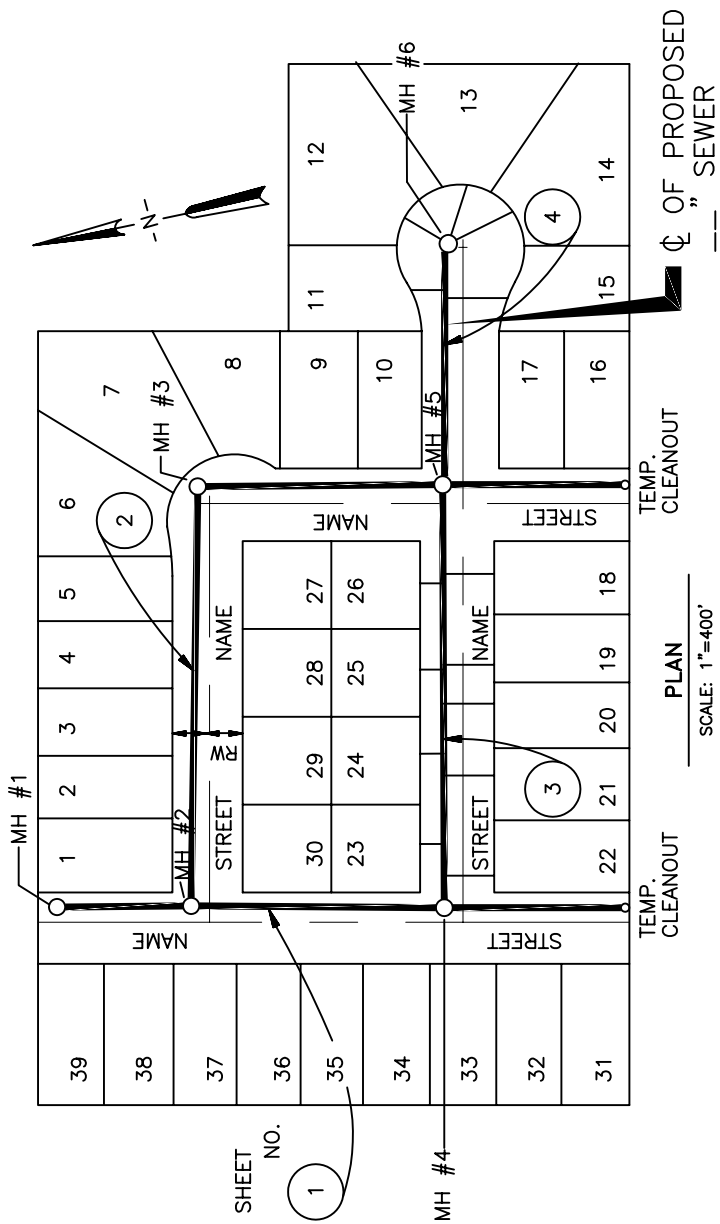 MH #1
39
38
37
36
35
34
33
32
31
1
2
3
4
5
6
7
8
9
10
11
12
13
14
15
16
17
18
19
20
21
22
23
24
25
26
27
28
29
30
MH #2
MH #3
MH #4
MH #5
MH #6
SHEET
NO.
1
2
3
4
NAME
STREET
STREET
NAME
NAME
STREET
STREET
NAME
RW
-N-
TEMP.
CLEANOUT
TEMP.
CLEANOUT
℄ OF PROPOSED
__ " SEWER
PLAN
SCALE: 1"=400'